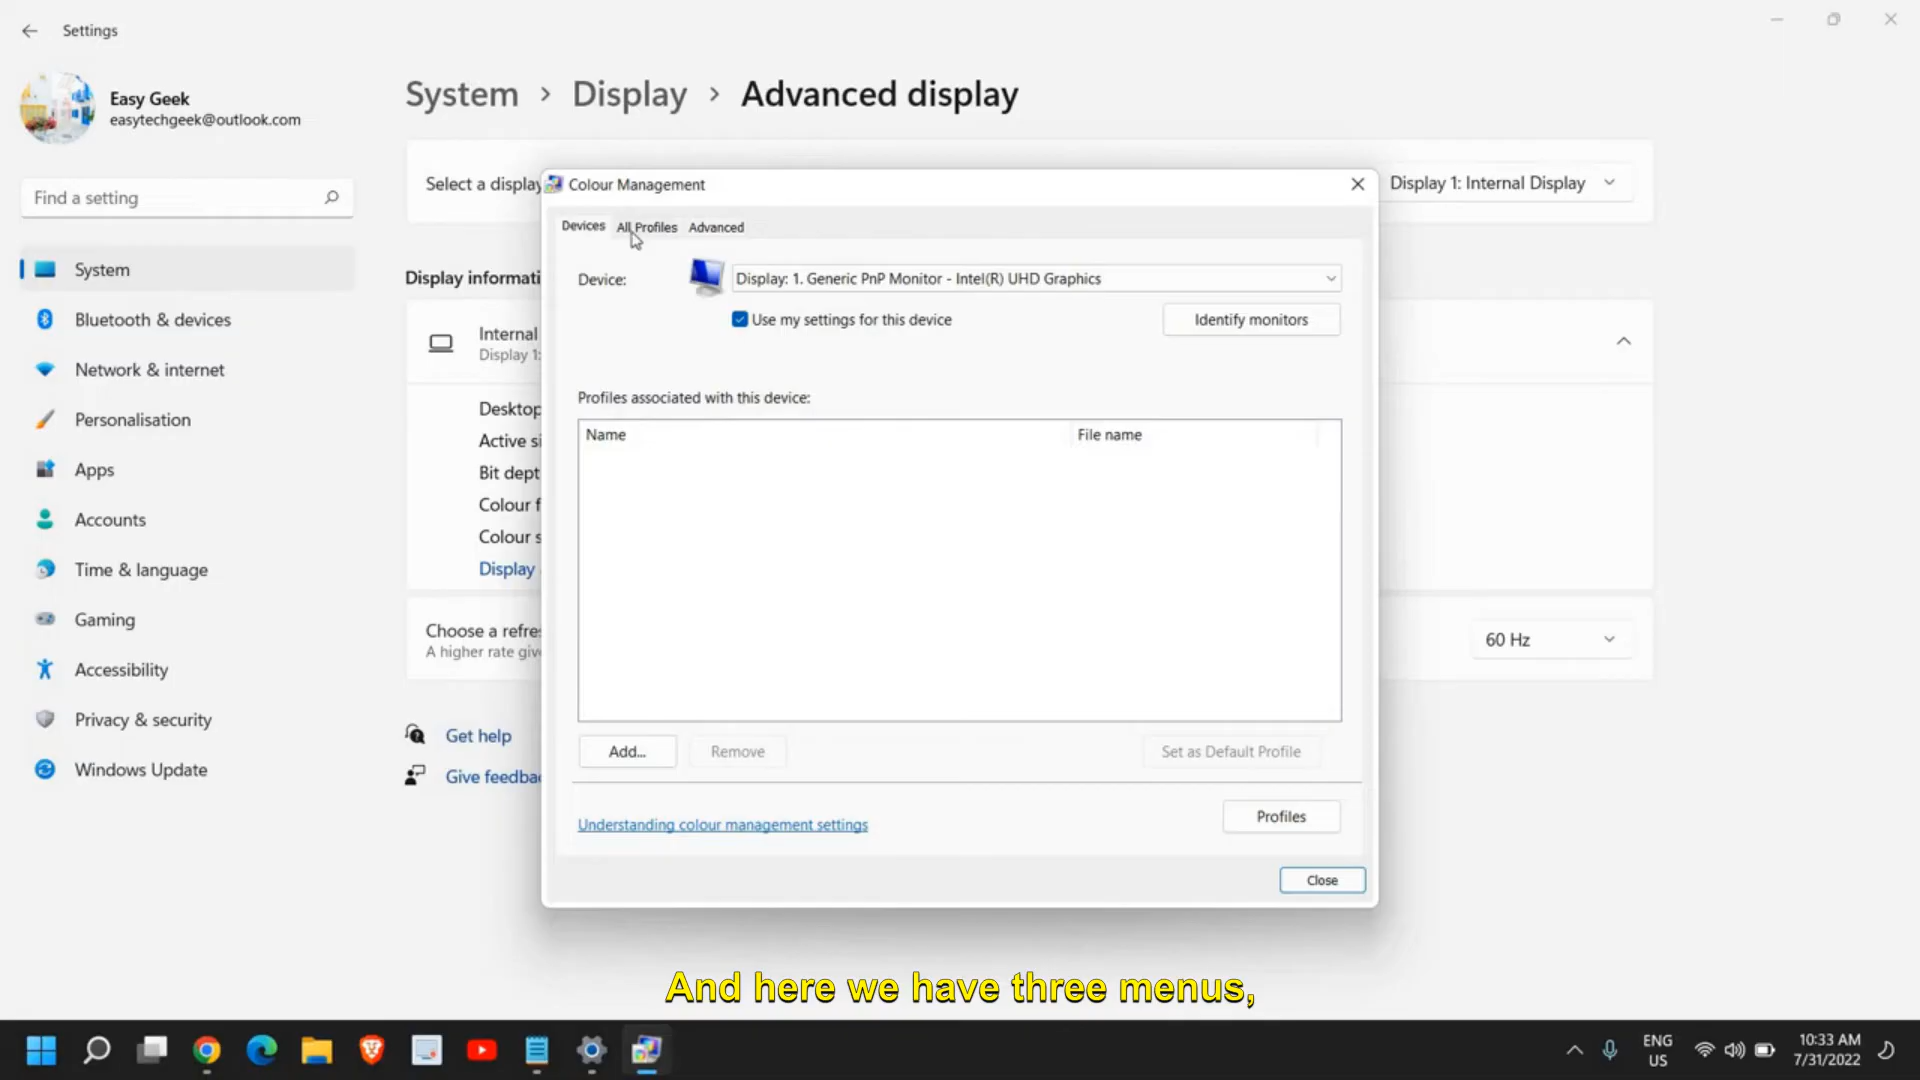 Settings
Easy Geek
easytechgeek@outlook.com
Find a setting
System
Bluetooth & devices
Network & internet
Personalisation
Apps
Accounts
Time & language
Gaming
Accessibility
Privacy & security
Windows Update
System > Display > Advanced display
Select a display
Display 1: Internal Display
Display informati
Internal
Display 1:
Desktop
Active si
Bit dept
Colour f
Colour s
Display
Choose a refre
A higher rate giv
60 Hz
Get help
Give feedba
Colour Management
Devices All Profiles Advanced
Device: Display: 1. Generic PnP Monitor - Intel(R) UHD Graphics
Use my settings for this device Identify monitors
Profiles associated with this device:
Name File name
Add... Remove Set as Default Profile
Understanding colour management settings Profiles
Close
And here we have three menus,
ENG
US
10:33 AM
7/31/2022